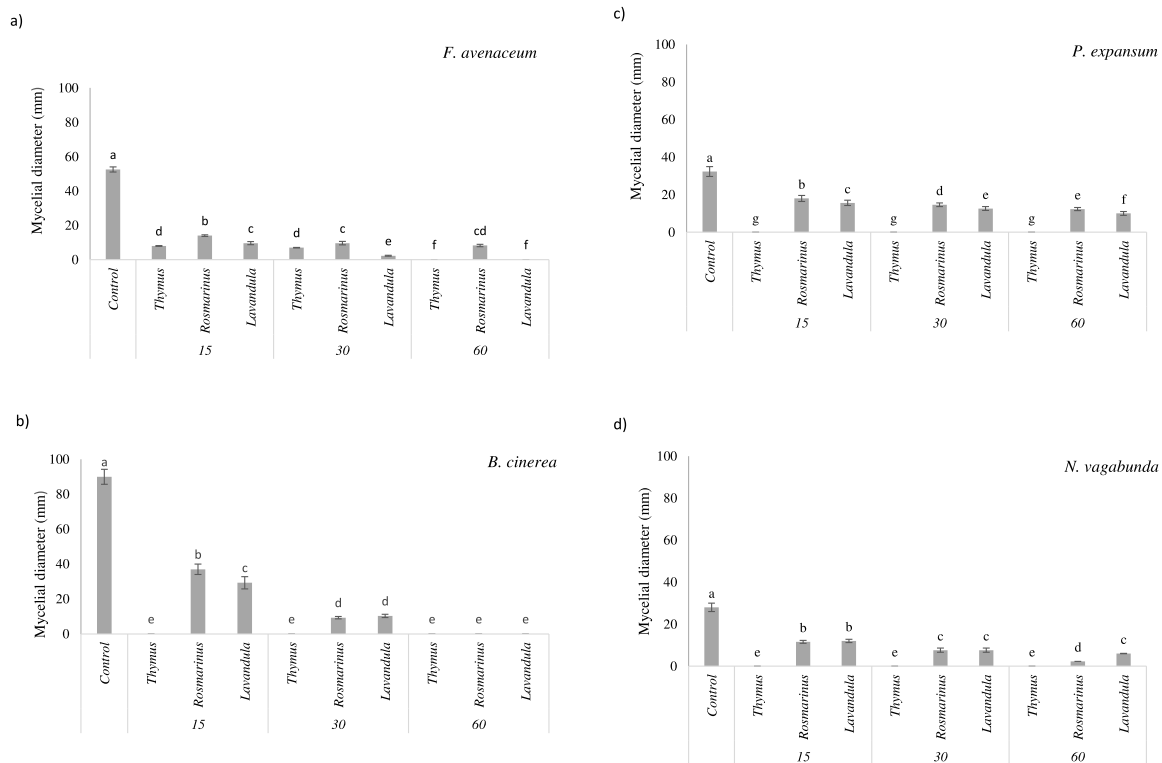 a)
F. avenaceum
Mycelial diameter (mm)
100
80
60
40
20
0
a
d
b
c
d
c
e
f
cd
f
Control
Thymus
Rosmarinus
Lavandula
Thymus
Rosmarinus
Lavandula
Thymus
Rosmarinus
Lavandula
15
30
60
b)
B. cinerea
Mycelial diameter (mm)
100
80
60
40
20
0
a
e
b
c
e
d
d
e
e
e
Control
Thymus
Rosmarinus
Lavandula
Thymus
Rosmarinus
Lavandula
Thymus
Rosmarinus
Lavandula
15
30
60
c)
P. expansum
Mycelial diameter (mm)
100
80
60
40
20
0
a
g
b
c
g
d
e
g
e
f
Control
Thymus
Rosmarinus
Lavandula
Thymus
Rosmarinus
Lavandula
Thymus
Rosmarinus
Lavandula
15
30
60
d)
N. vagabunda
Mycelial diameter (mm)
100
80
60
40
20
0
a
e
b
b
e
c
c
e
d
c
Control
Thymus
Rosmarinus
Lavandula
Thymus
Rosmarinus
Lavandula
Thymus
Rosmarinus
Lavandula
15
30
60